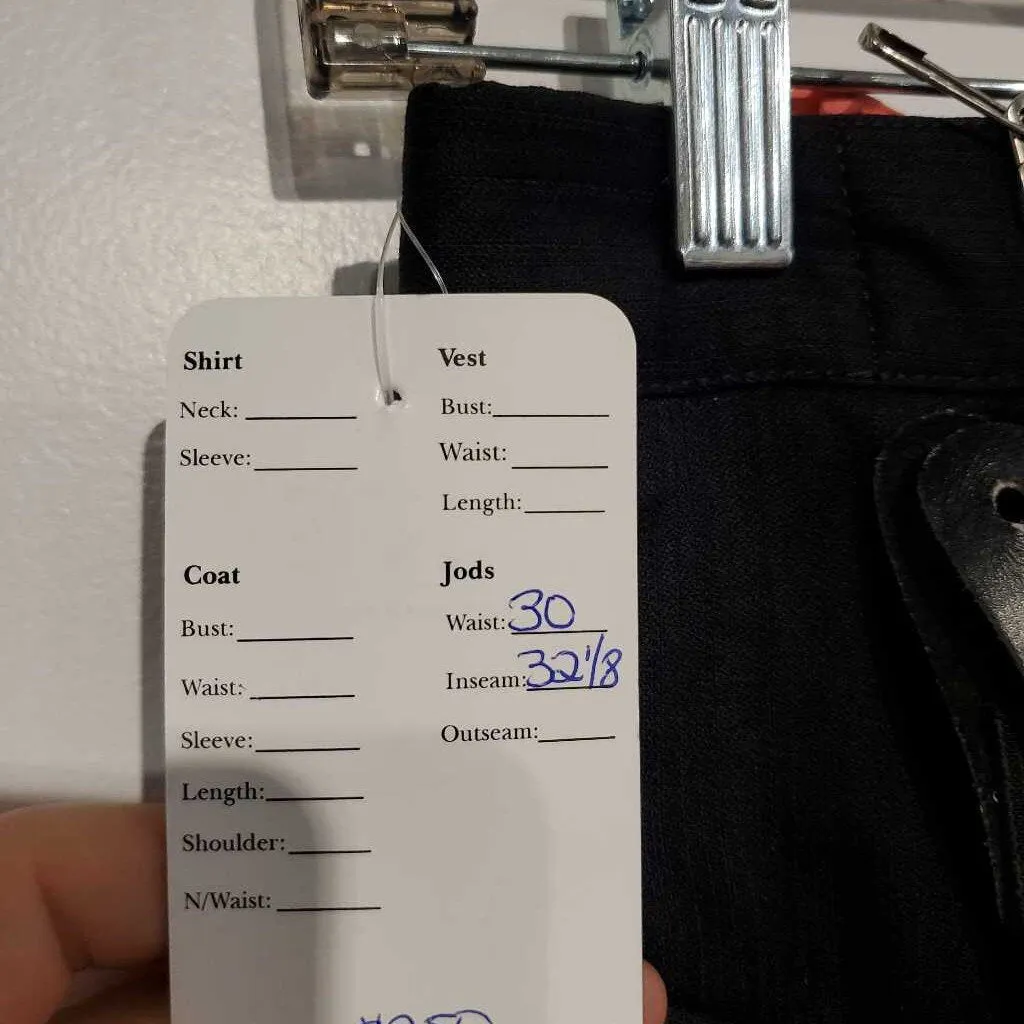 Shirt
Neck:
Sleeve:
Vest
Bust:
Waist:
Length:
Coat
Bust:
Waist:
Sleeve:
Length:
Shoulder:
N/Waist:
Jods
Waist: 30
Inseam: 32 1/8
Outseam: